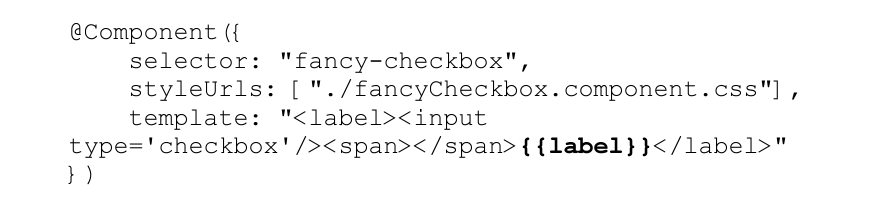 @Component({
    selector: "fancy-checkbox",
    styleUrls: [ "./fancyCheckbox.component.css"],
    template: "<label><input
type='checkbox'/><span></span>{{label}}</label>"
})